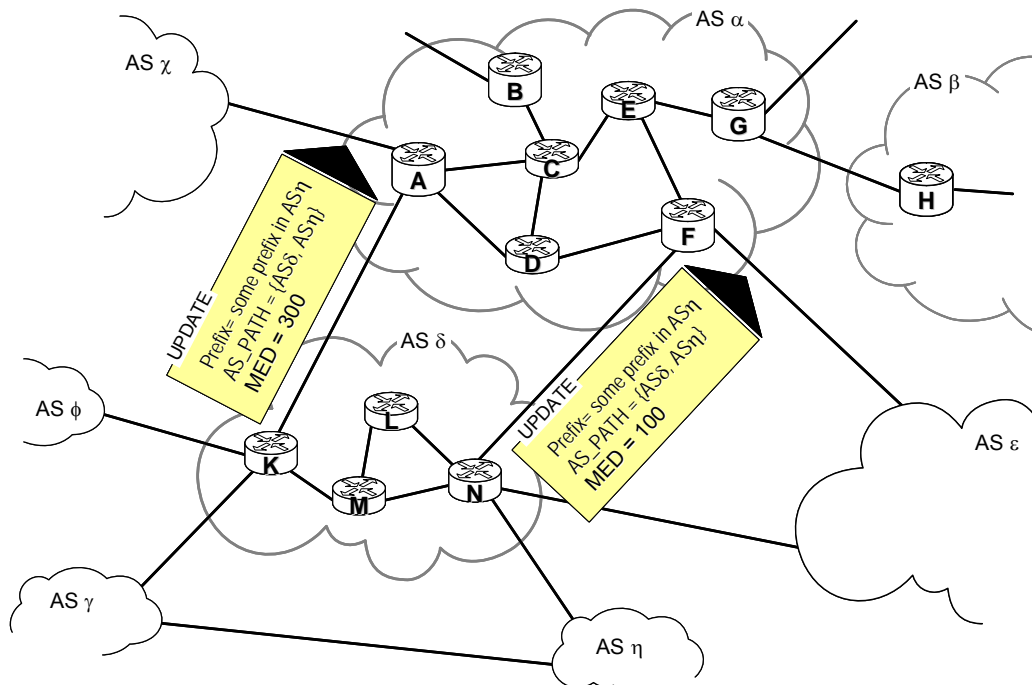 AS α
AS χ
AS β
B
E
G
C
A
H
F
D
UPDATE
Prefix= some prefix in ASη
AS_PATH = {ASδ, ASη}
MED = 300
UPDATE
Prefix= some prefix in ASη
AS_PATH = {ASδ, ASη}
MED = 100
AS δ
AS ϕ
L
AS ε
K
M
N
AS γ
AS η